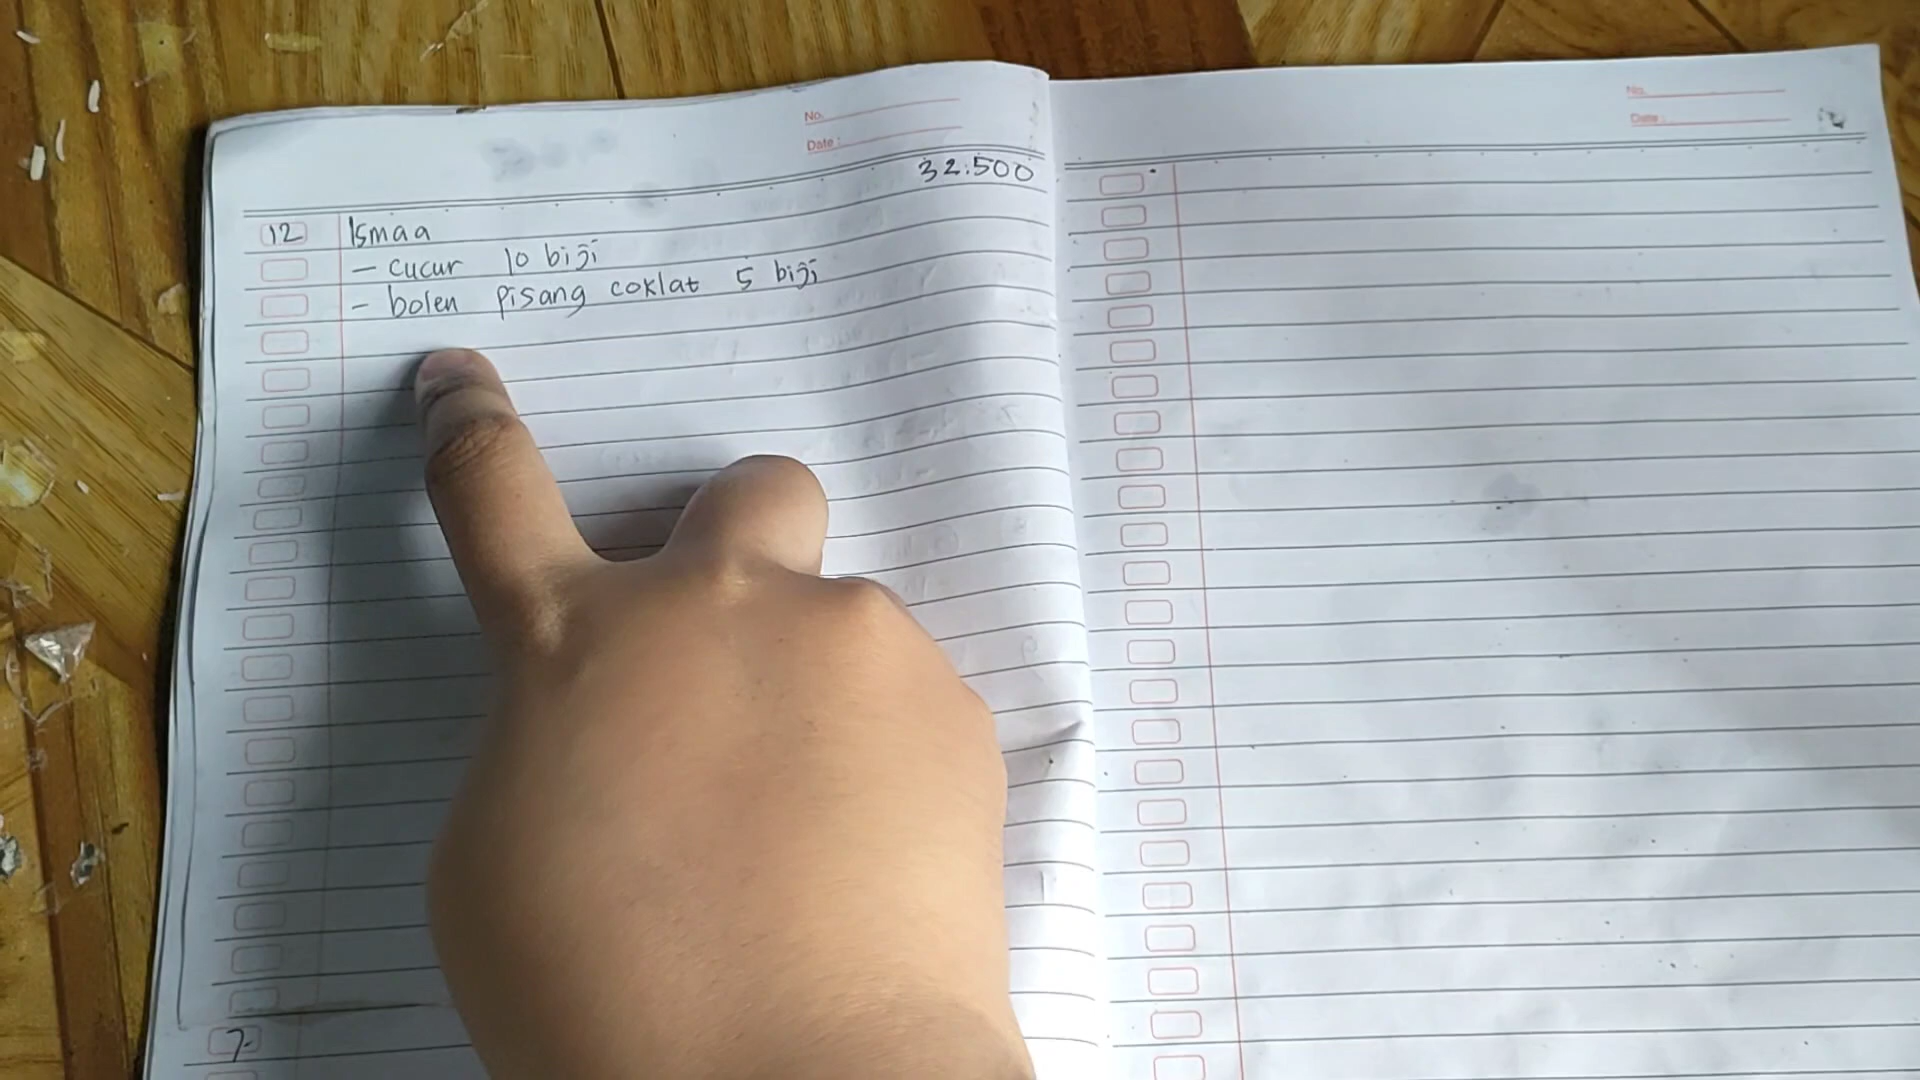 No.
Date :
32.500
12 Ismaa
- cucur 10 biji
- bolen pisang coklat 5 biji
7.
No.
Date :